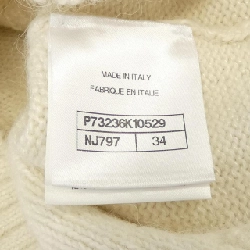 MADE IN ITALY
FABRIQUE EN ITALIE
P73236K10529
NJ797 34